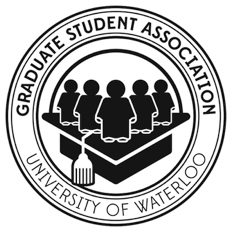 GRADUATE STUDENT ASSOCIATION
UNIVERSITY OF WATERLOO